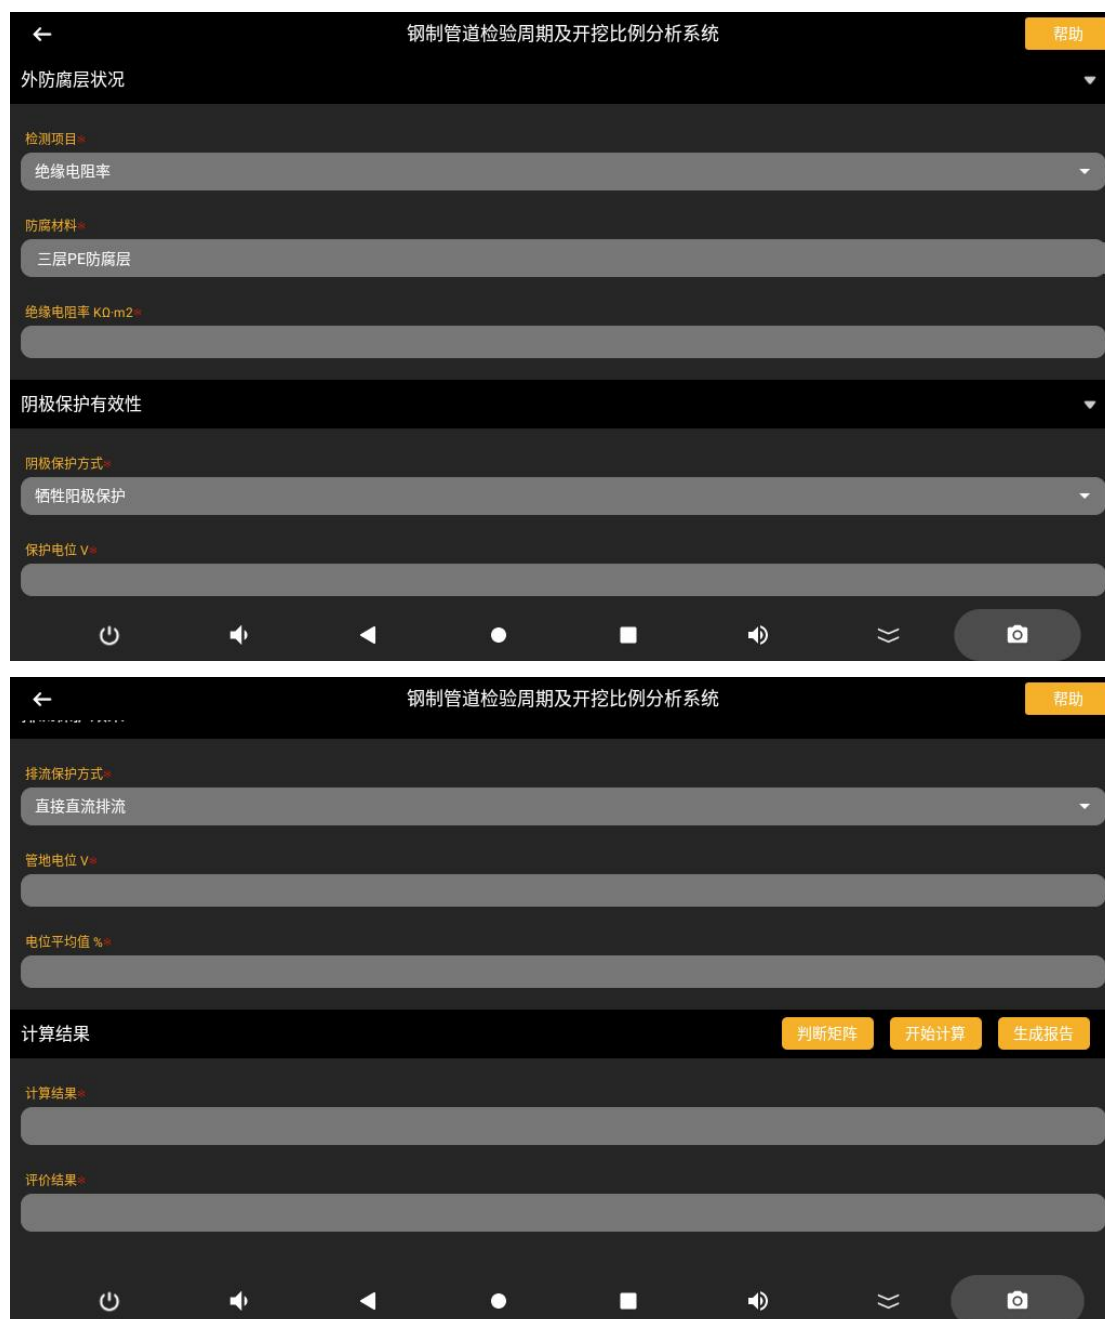 钢制管道检验周期及开挖比例分析系统
帮助
外防腐层状况
检测项目*
绝缘电阻率
防腐材料*
三层PE防腐层
绝缘电阻率 KΩ·m2*
阴极保护有效性
阴极保护方式*
牺牲阳极保护
保护电位 V*
钢制管道检验周期及开挖比例分析系统
帮助
排流保护方式*
直接直流排流
管地电位 V*
电位平均值 %*
计算结果
判断矩阵
开始计算
生成报告
计算结果*
评价结果*